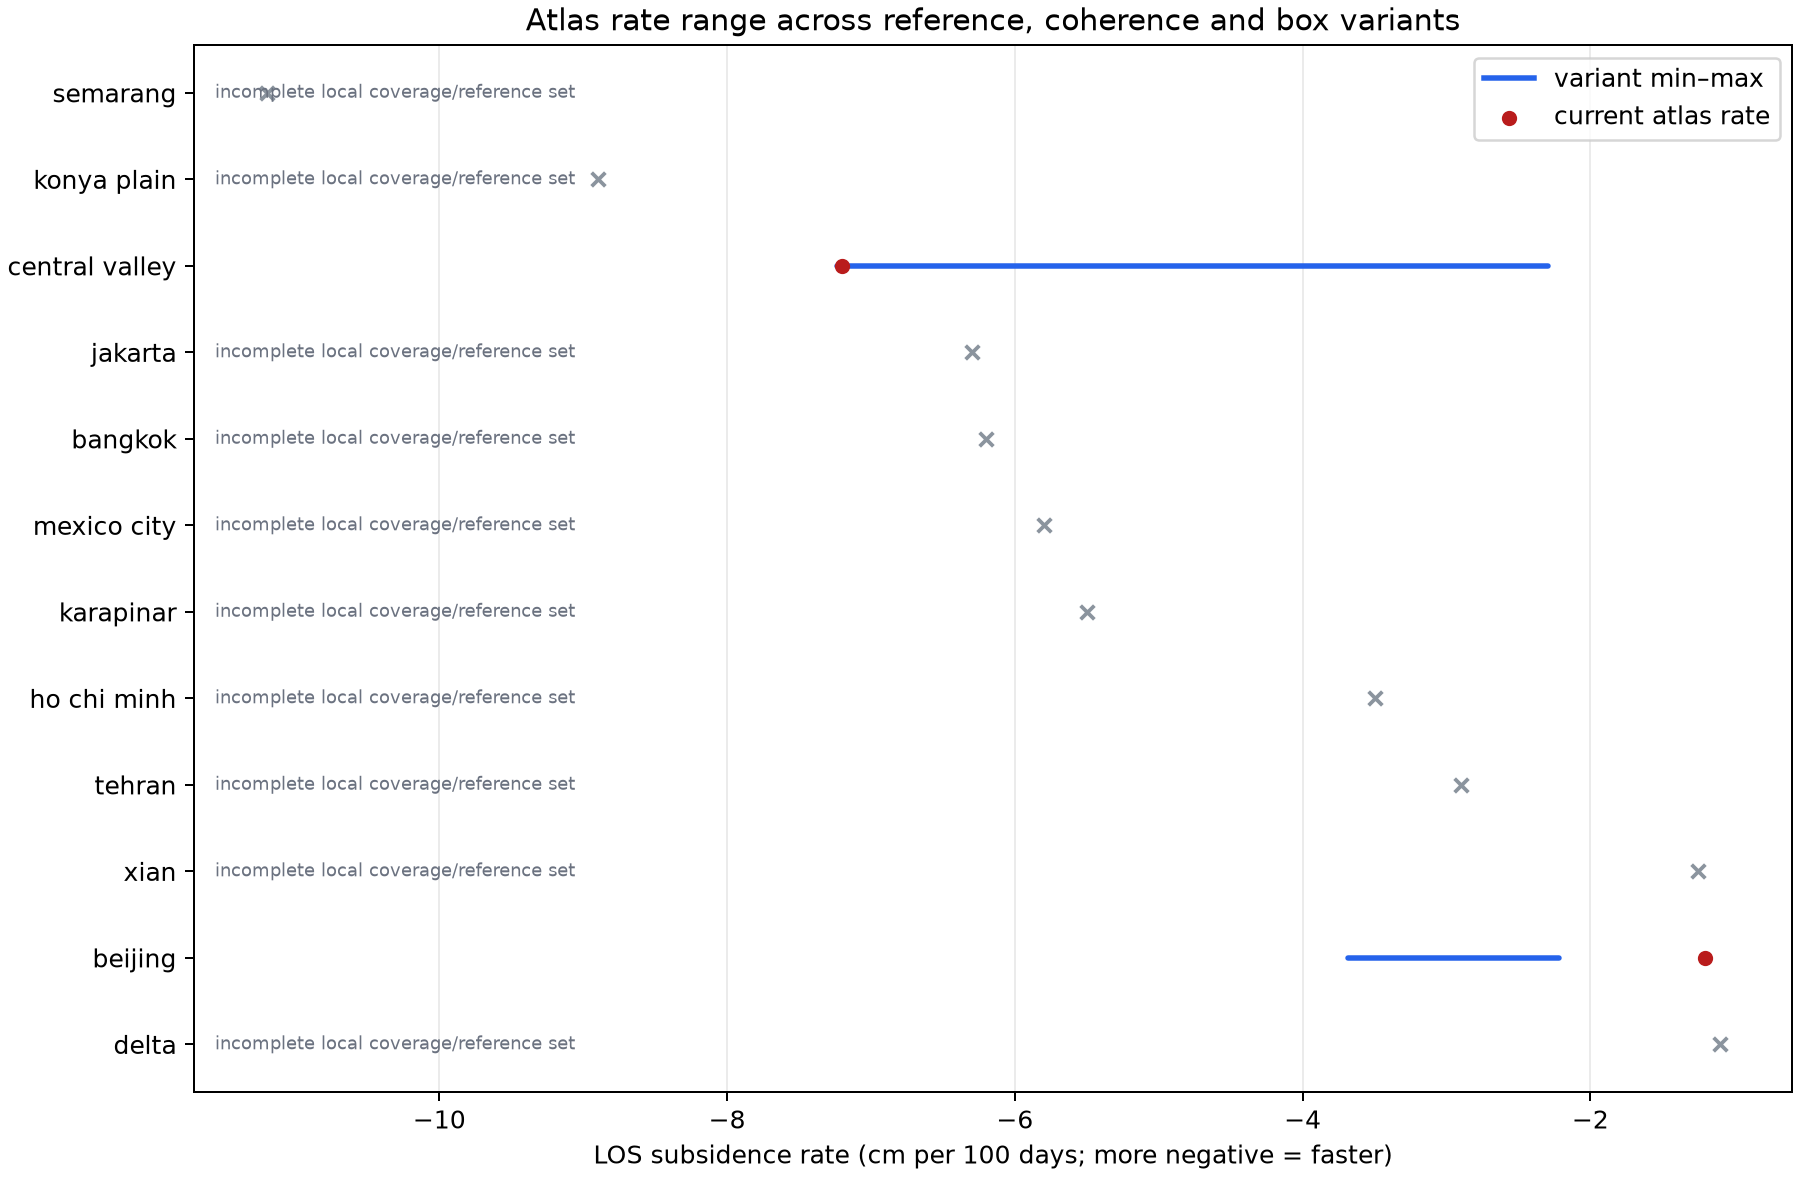 Atlas rate range across reference, coherence and box variants
variant min–max
current atlas rate
semarang incomplete local coverage/reference set
konya plain incomplete local coverage/reference set
central valley
jakarta incomplete local coverage/reference set
bangkok incomplete local coverage/reference set
mexico city incomplete local coverage/reference set
karapinar incomplete local coverage/reference set
ho chi minh incomplete local coverage/reference set
tehran incomplete local coverage/reference set
xian incomplete local coverage/reference set
beijing
delta incomplete local coverage/reference set
−10 −8 −6 −4 −2
LOS subsidence rate (cm per 100 days; more negative = faster)